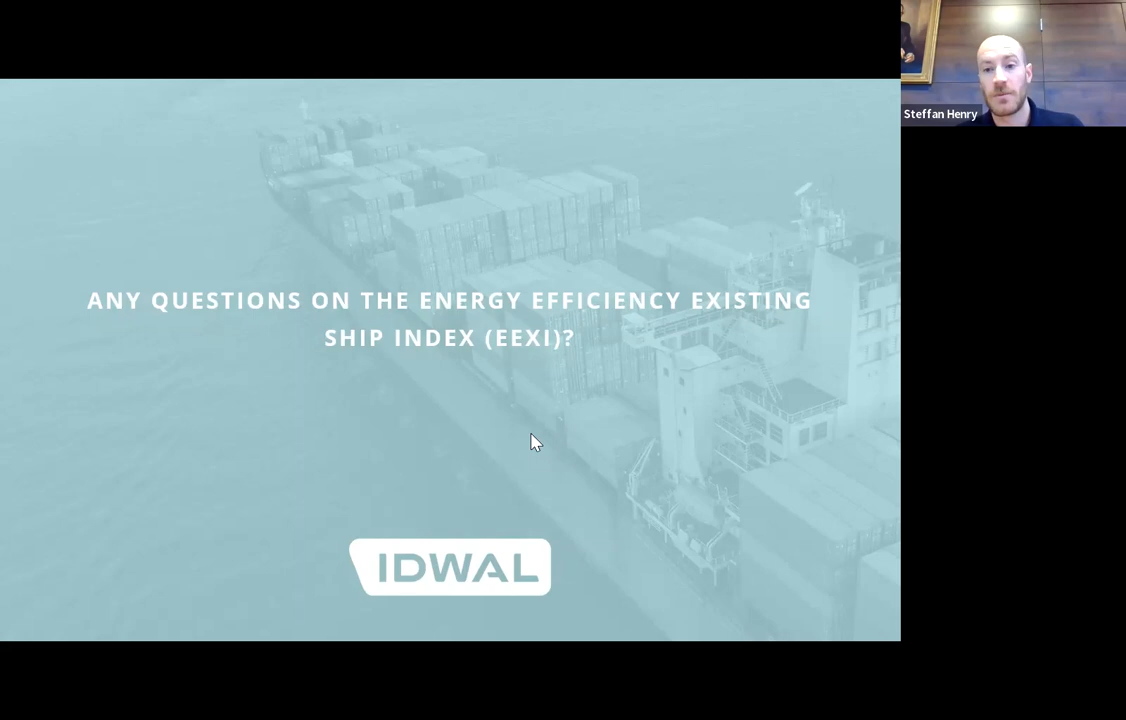 Steffan Henry
ANY QUESTIONS ON THE ENERGY EFFICIENCY EXISTING
SHIP INDEX (EEXI)?
IDWAL